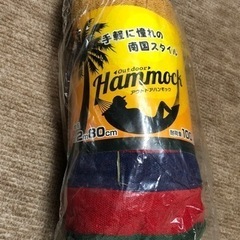 手軽に憧れの
南国スタイル
Outdoor
Hammock
アウトドアハンモック
80cm
耐荷重100